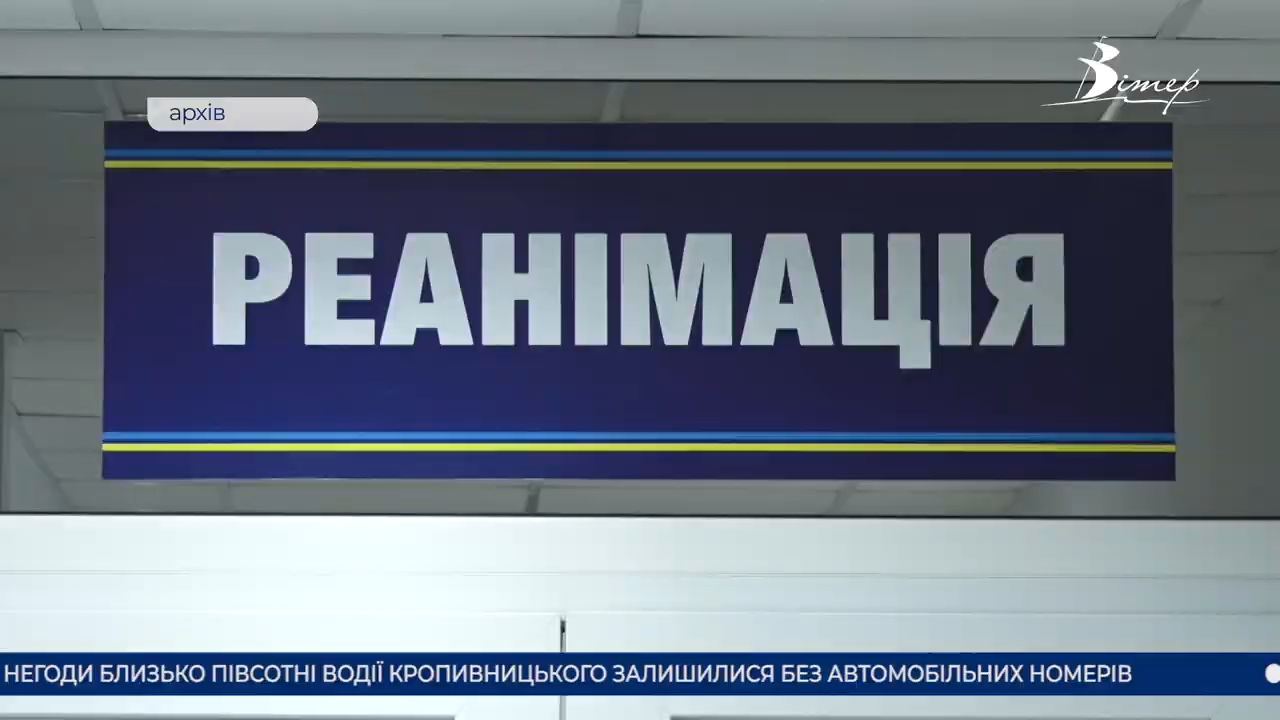 Вітер
архів
РЕАНІМАЦІЯ
НЕГОДИ БЛИЗЬКО ПІВСОТНІ ВОДІЇ КРОПИВНИЦЬКОГО ЗАЛИШИЛИСЯ БЕЗ АВТОМОБІЛЬНИХ НОМЕРІВ